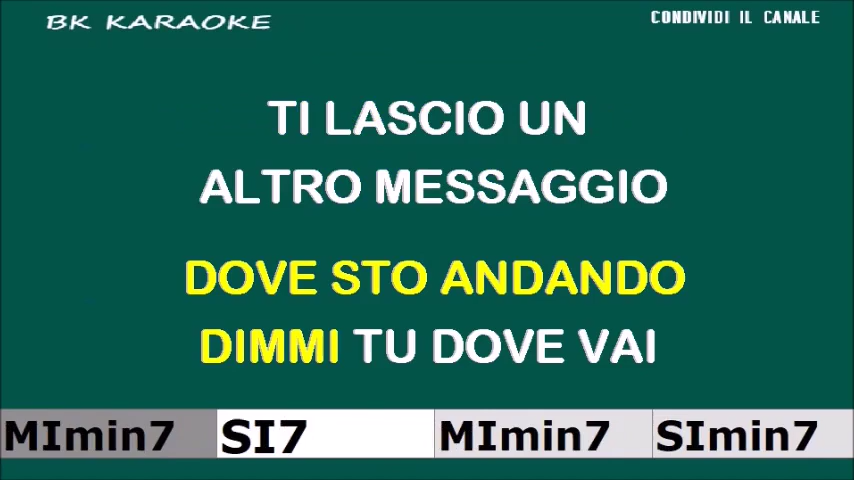 BK KARAOKE
CONDIVIDI IL CANALE
TI LASCIO UN
ALTRO MESSAGGIO
DOVE STO ANDANDO
DIMMI TU DOVE VAI
MImin7 SI7 MImin7 SImin7